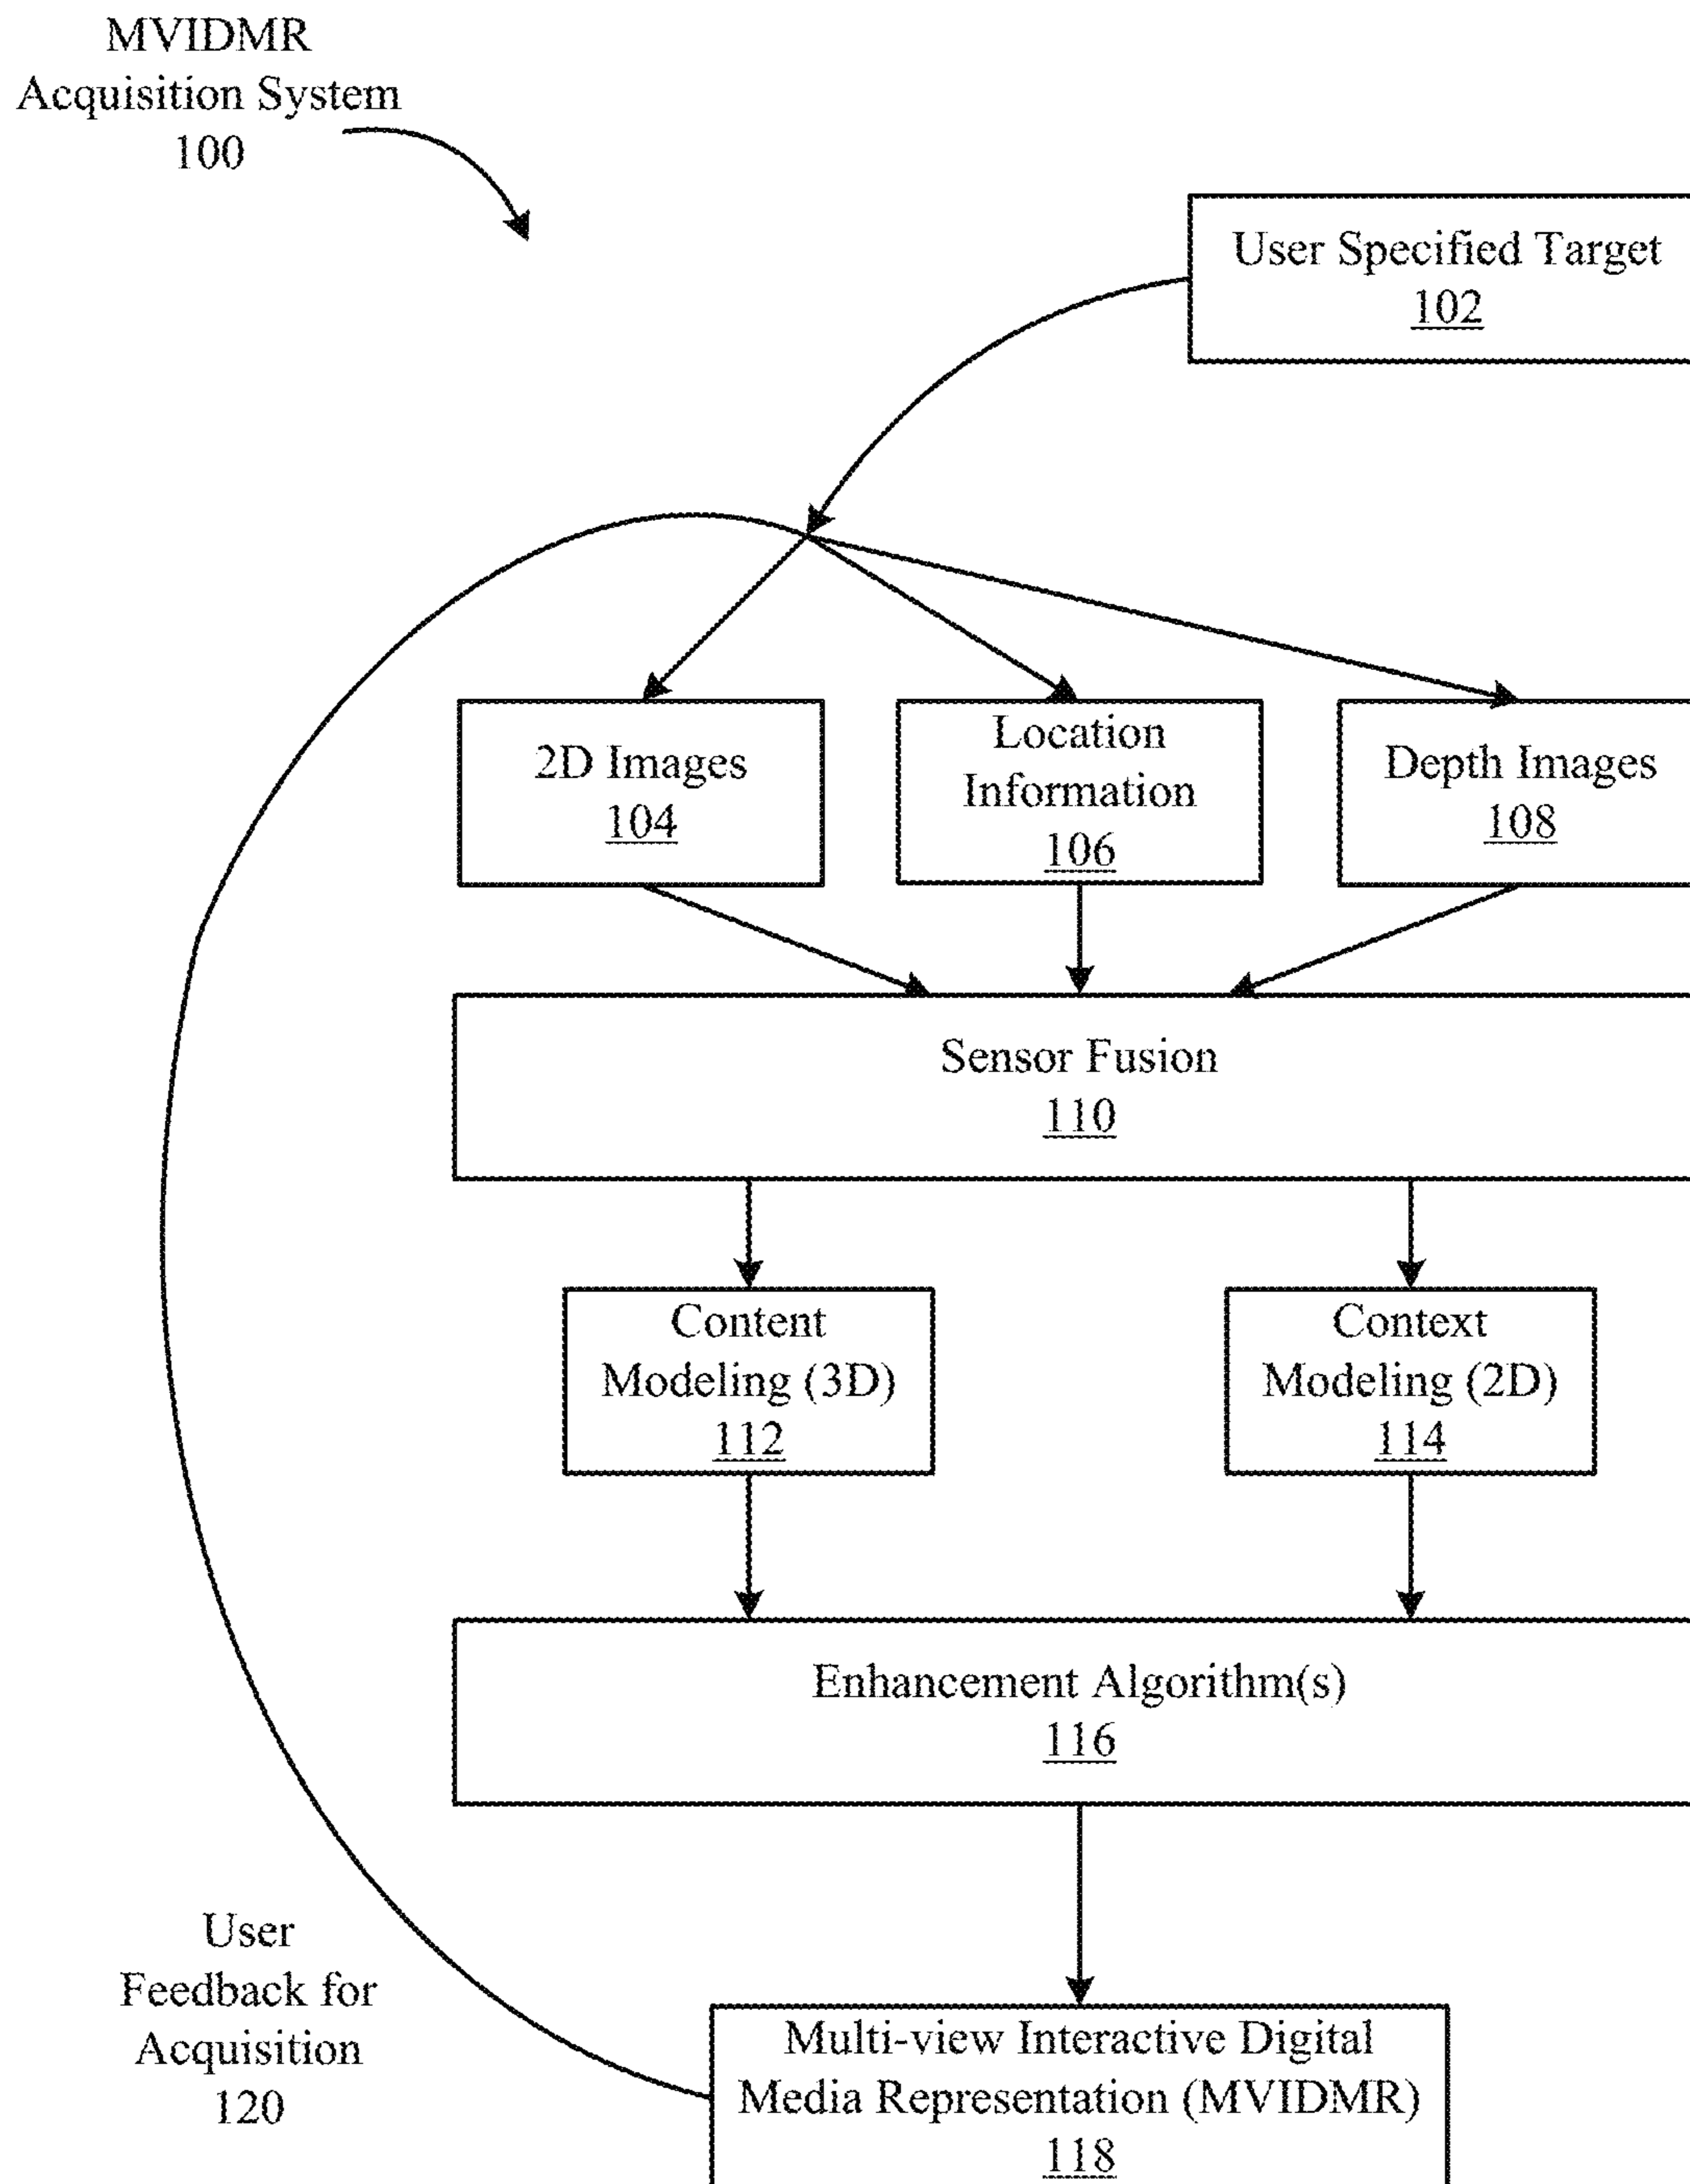 MVIDMR
Acquisition System
100
User Specified Target
102
2D Images
104
Location
Information
106
Depth Images
108
Sensor Fusion
110
Content
Modeling (3D)
112
Context
Modeling (2D)
114
Enhancement Algorithm(s)
116
User
Feedback for
Acquisition
120
Multi-view Interactive Digital
Media Representation (MVIDMR)
118